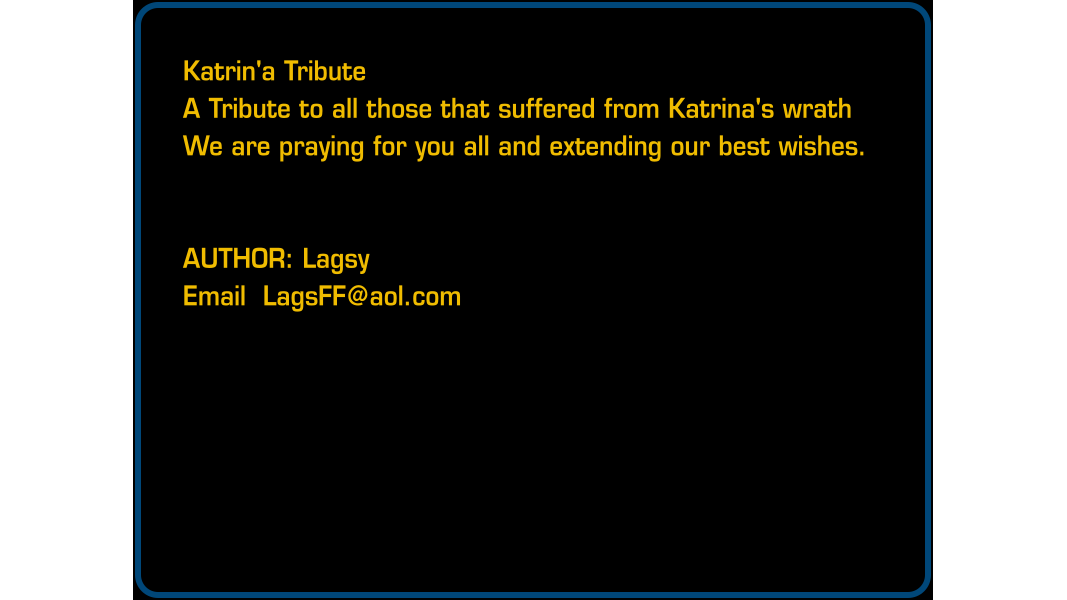 Katrin'a Tribute
A Tribute to all those that suffered from Katrina's wrath
We are praying for you all and extending our best wishes.
AUTHOR: Lagsy
Email  LagsFF@aol.com